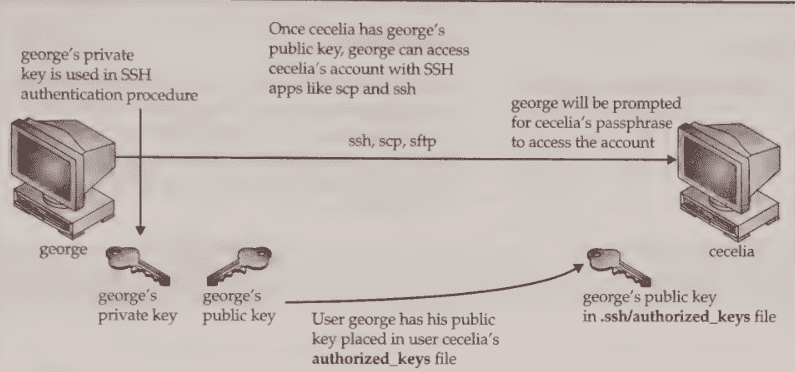 george's private
key is used in SSH
authentication procedure
Once cecelia has george's
public key, george can access
cecelia's account with SSH
apps like scp and ssh
george will be prompted
for cecelia's passphrase
to access the account
ssh, scp, sftp
george
cecelia
george's
private key
george's
public key
User george has his public
key placed in user cecelia's
authorized_keys file
george's public key
in .ssh/authorized_keys file